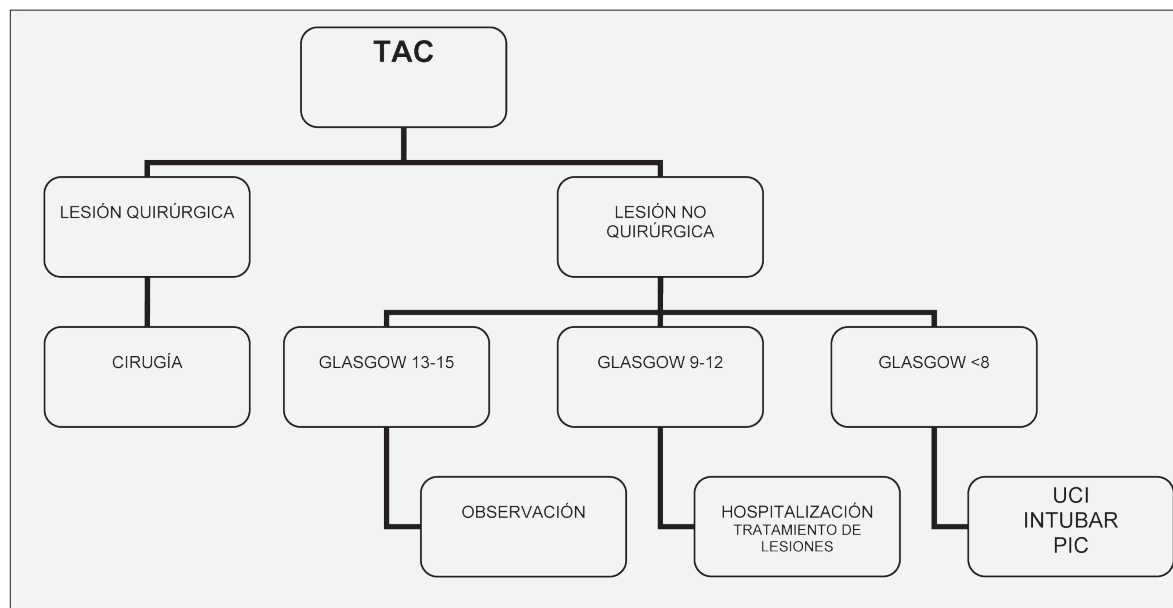 TAC
LESIÓN QUIRÚRGICA
LESIÓN NO
QUIRÚRGICA
CIRUGÍA
GLASGOW 13-15
GLASGOW 9-12
GLASGOW <8
OBSERVACIÓN
HOSPITALIZACIÓN
TRATAMIENTO DE
LESIONES
UCI
INTUBAR
PIC